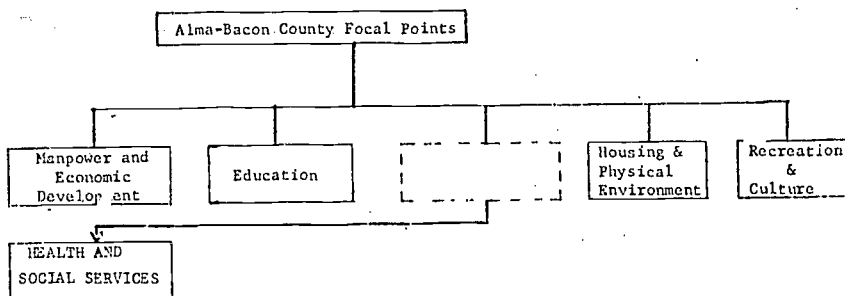 Alma-Bacon County Focal Points
Manpower and
Economic
Development
Education
Housing &
Physical
Environment
Recreation
&
Culture
HEALTH AND
SOCIAL SERVICES